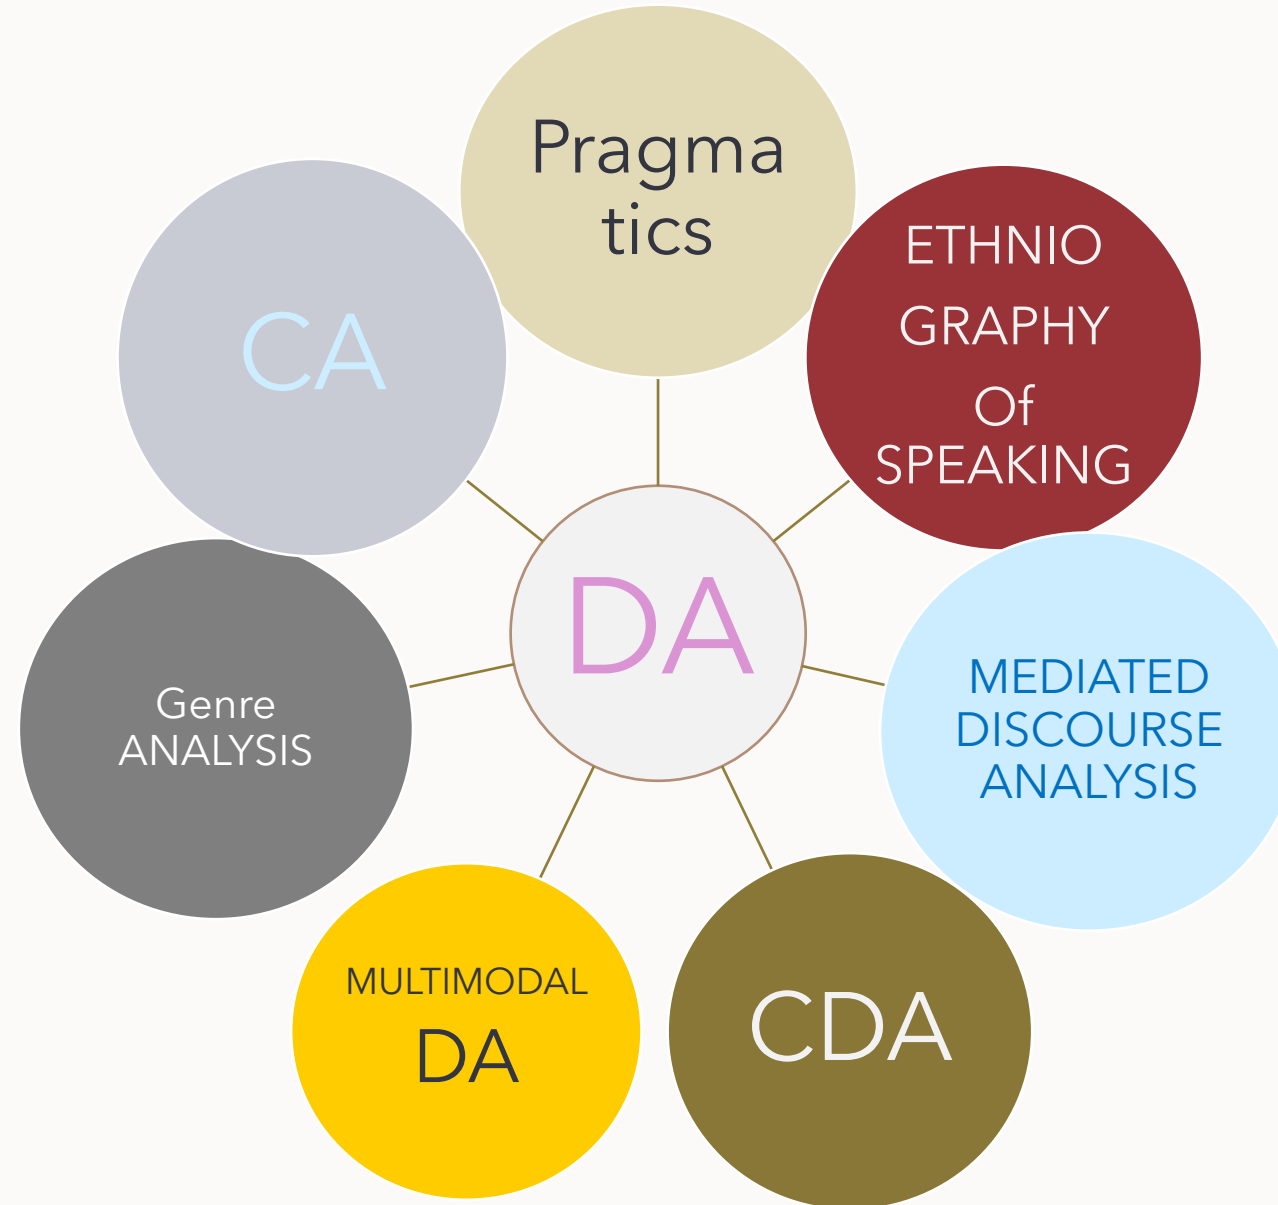 Pragma
tics
ETHNIO
GRAPHY
Of
SPEAKING
MEDIATED
DISCOURSE
ANALYSIS
CDA
MULTIMODAL
DA
Genre
ANALYSIS
CA
DA